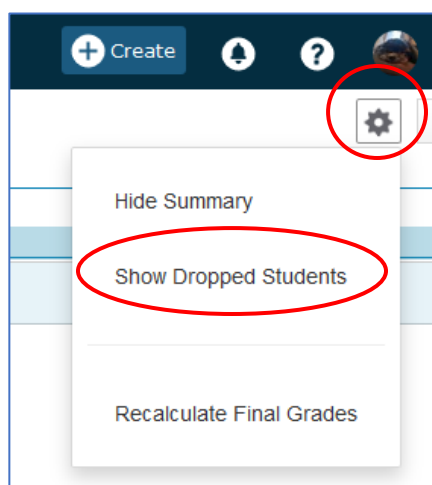 Create
Hide Summary
Show Dropped Students
Recalculate Final Grades